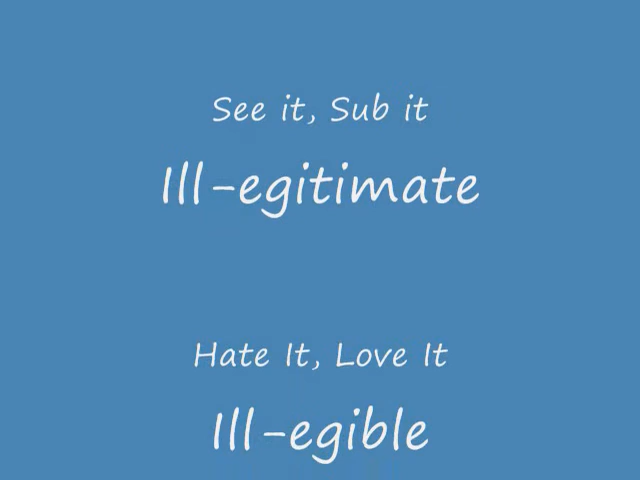 See it, Sub it
Ill-egitimate
Hate It, Love It
Ill-egible